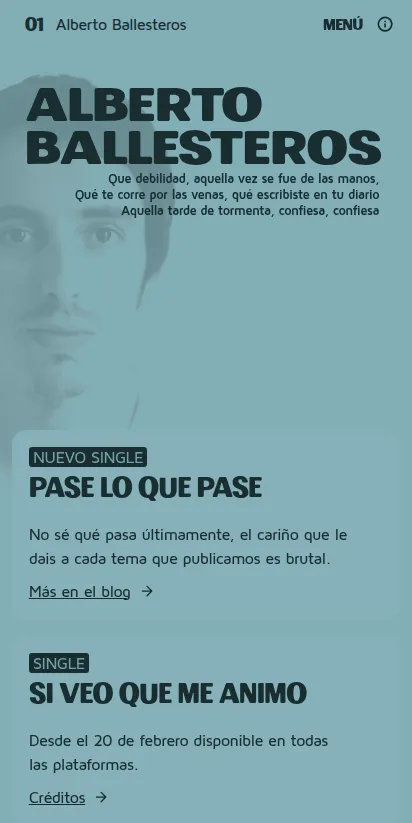 01 Alberto Ballesteros MENÚ
ALBERTO
BALLESTEROS
Que debilidad, aquella vez se fue de las manos,
Qué te corre por las venas, qué escribiste en tu diario
Aquella tarde de tormenta, confiesa, confiesa
NUEVO SINGLE
PASE LO QUE PASE
No sé qué pasa últimamente, el cariño que le
dais a cada tema que publicamos es brutal.
Más en el blog →
SINGLE
SI VEO QUE ME ANIMO
Desde el 20 de febrero disponible en todas
las plataformas.
Créditos →